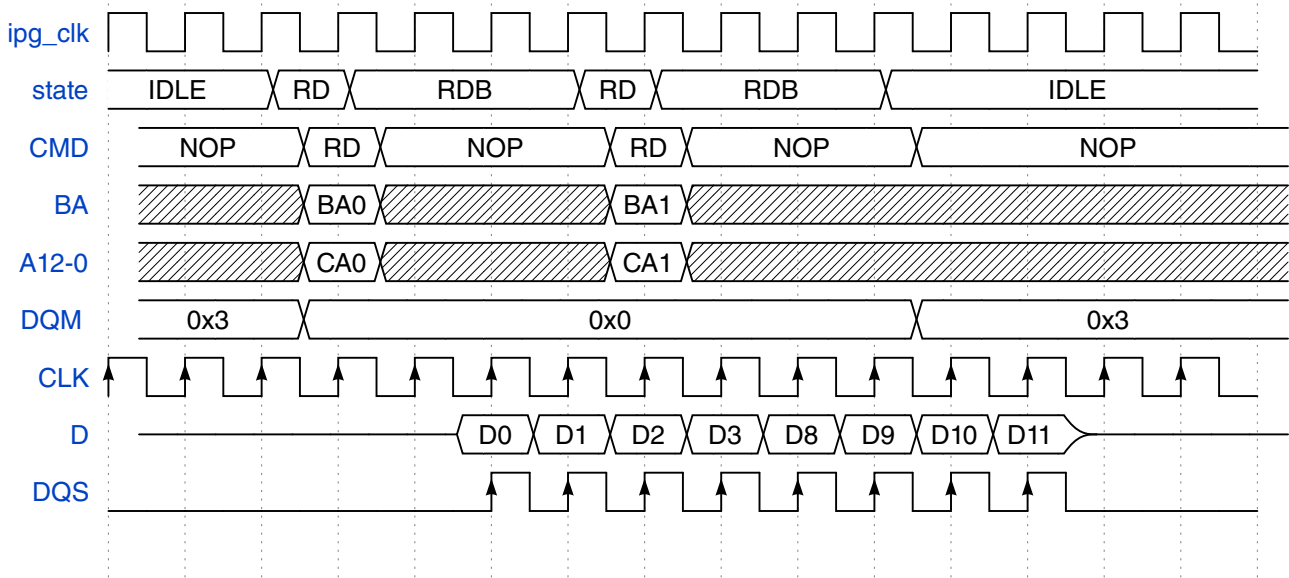 ipg_clk
state IDLE RD RDB RD RDB IDLE
CMD NOP RD NOP RD NOP NOP
BA BA0 BA1
A12-0 CA0 CA1
DQM 0x3 0x0 0x3
CLK
D D0 D1 D2 D3 D8 D9 D10 D11
DQS